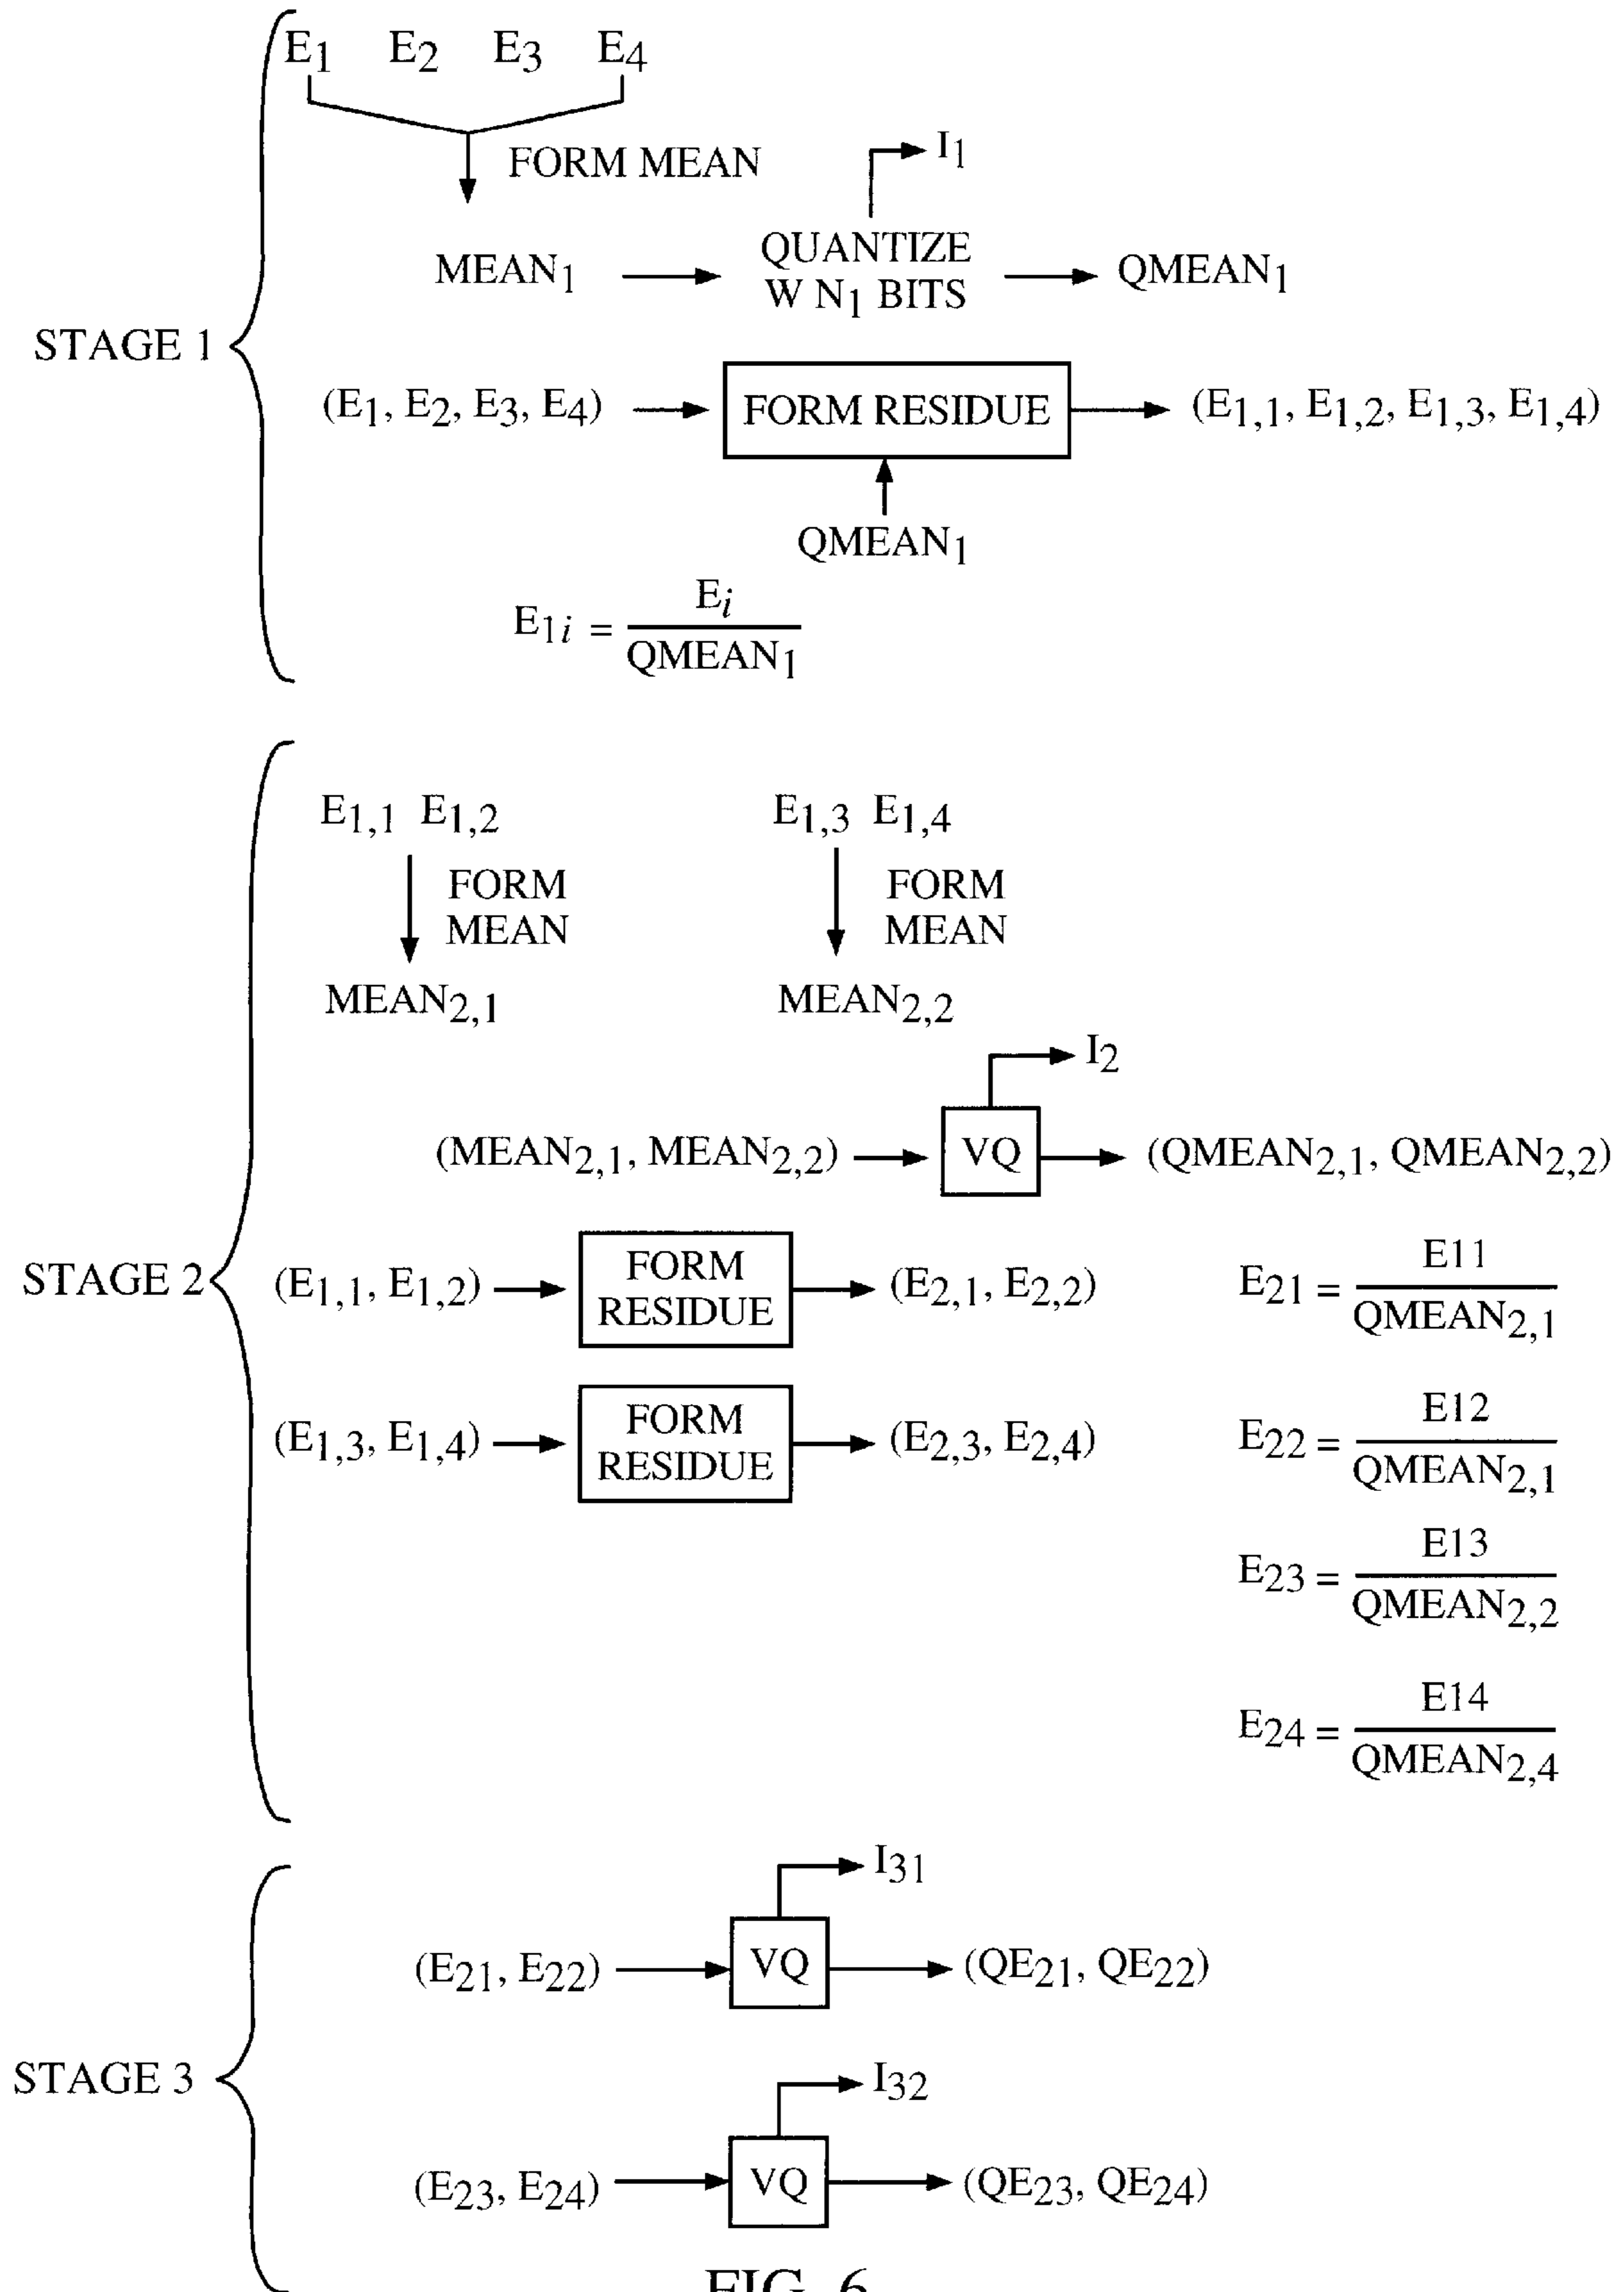 E1 E2 E3 E4
FORM MEAN
I1
MEAN1
QUANTIZE
W N1 BITS
QMEAN1
STAGE 1
(E1, E2, E3, E4)
FORM RESIDUE
(E1,1, E1,2, E1,3, E1,4)
QMEAN1
E1i = Ei
QMEAN1
E1,1 E1,2
E1,3 E1,4
FORM
MEAN
FORM
MEAN
MEAN2,1
MEAN2,2
I2
(MEAN2,1, MEAN2,2)
VQ
(QMEAN2,1, QMEAN2,2)
STAGE 2
(E1,1, E1,2)
FORM
RESIDUE
(E2,1, E2,2)
E21 = E11
QMEAN2,1
(E1,3, E1,4)
FORM
RESIDUE
(E2,3, E2,4)
E22 = E12
QMEAN2,1
E23 = E13
QMEAN2,2
E24 = E14
QMEAN2,4
I31
(E21, E22)
VQ
(QE21, QE22)
STAGE 3
I32
(E23, E24)
VQ
(QE23, QE24)
FIG. 6